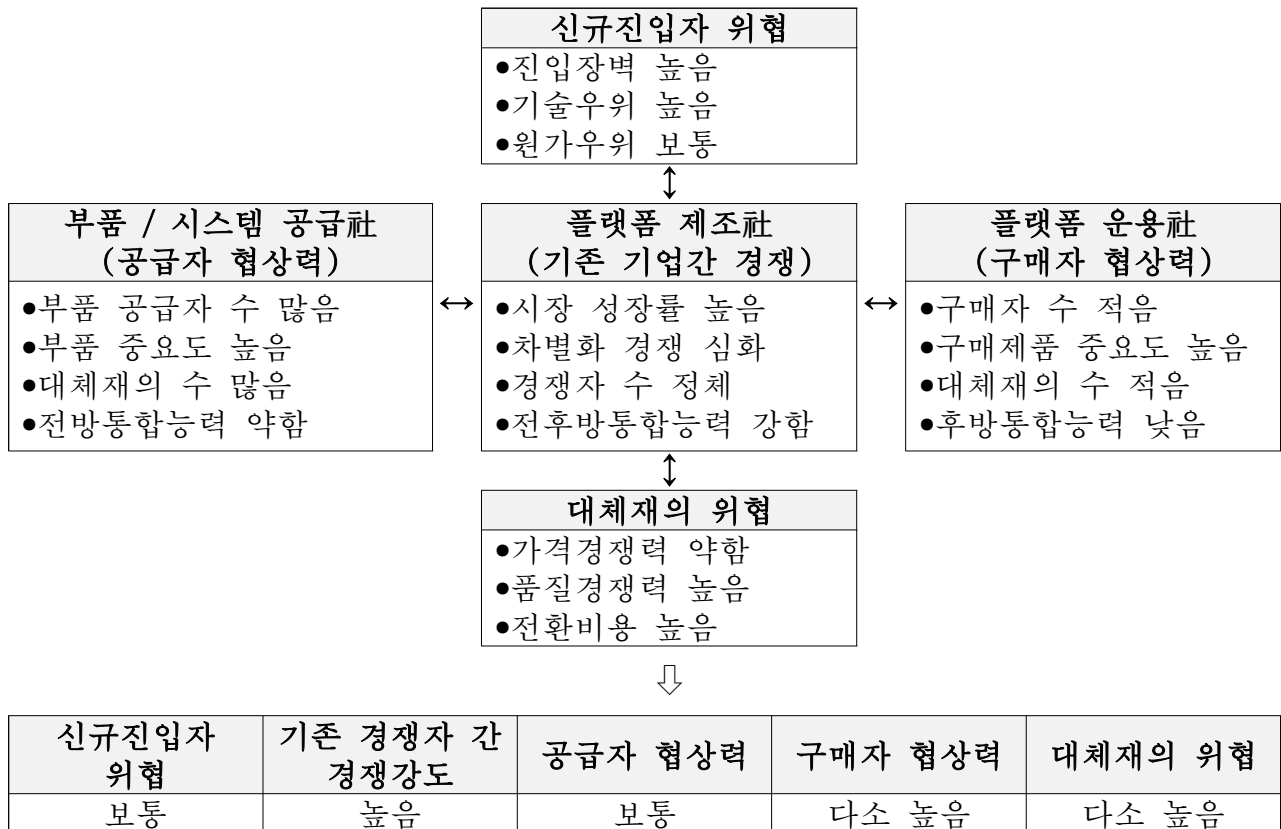 신규진입자 위협
●진입장벽 높음
●기술우위 높음
●원가우위 보통
↕
부품 / 시스템 공급社
(공급자 협상력)
●부품 공급자 수 많음
●부품 중요도 높음
●대체재의 수 많음
●전방통합능력 약함
↔
플랫폼 제조社
(기존 기업간 경쟁)
●시장 성장률 높음
●차별화 경쟁 심화
●경쟁자 수 정체
●전후방통합능력 강함
↔
플랫폼 운용社
(구매자 협상력)
●구매자 수 적음
●구매제품 중요도 높음
●대체재의 수 적음
●후방통합능력 낮음
↕
대체재의 위협
●가격경쟁력 약함
●품질경쟁력 높음
●전환비용 높음
⇩
신규진입자
위협
기존 경쟁자 간
경쟁강도
공급자 협상력
구매자 협상력
대체재의 위협
보통
높음
보통
다소 높음
다소 높음